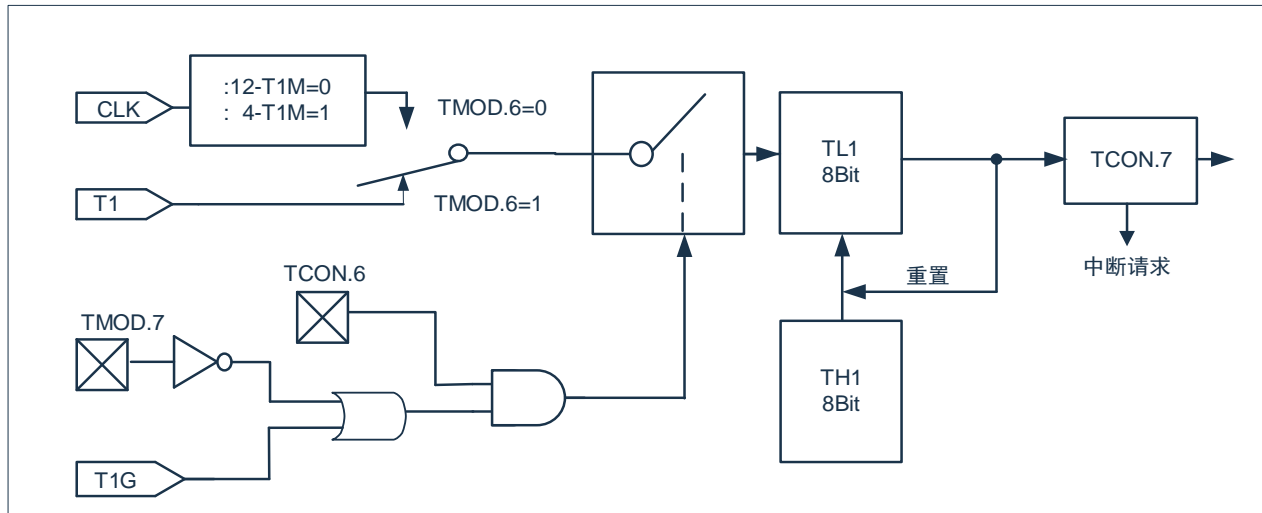 :12-T1M=0
: 4-T1M=1
CLK
TMOD.6=0
T1
TMOD.6=1
TL1
8Bit
TCON.7
中断请求
重置
TCON.6
TMOD.7
TH1
8Bit
T1G